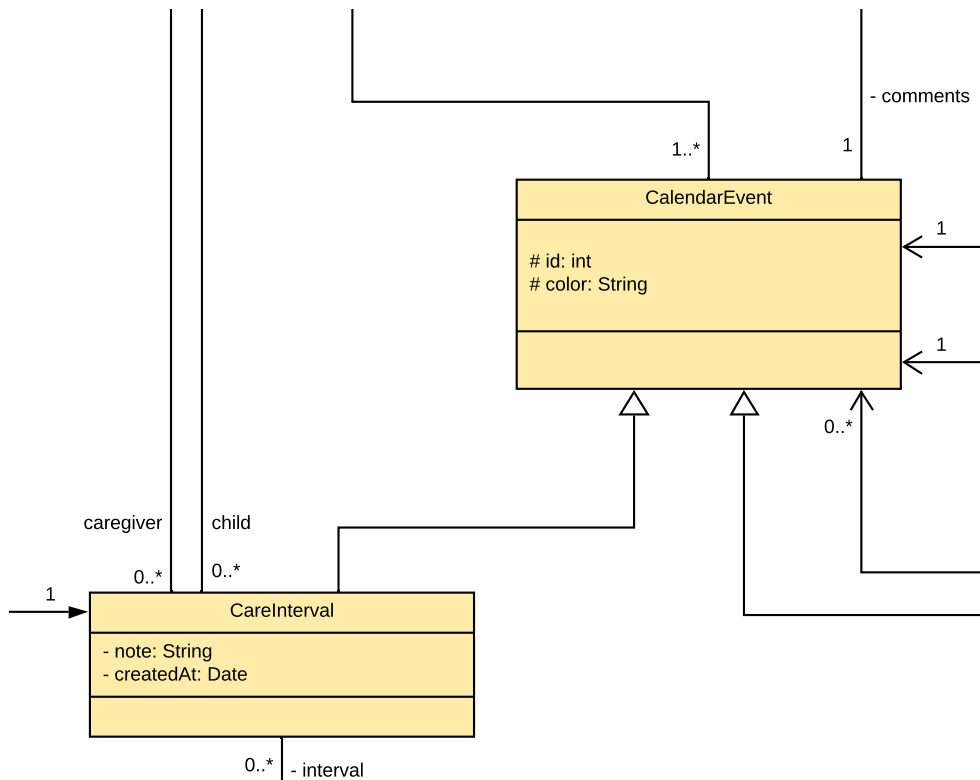 - comments
1..*
1
CalendarEvent
1
# id: int
# color: String
1
0..*
caregiver
child
0..*
0..*
1
CareInterval
- note: String
- createdAt: Date
0..*
- interval